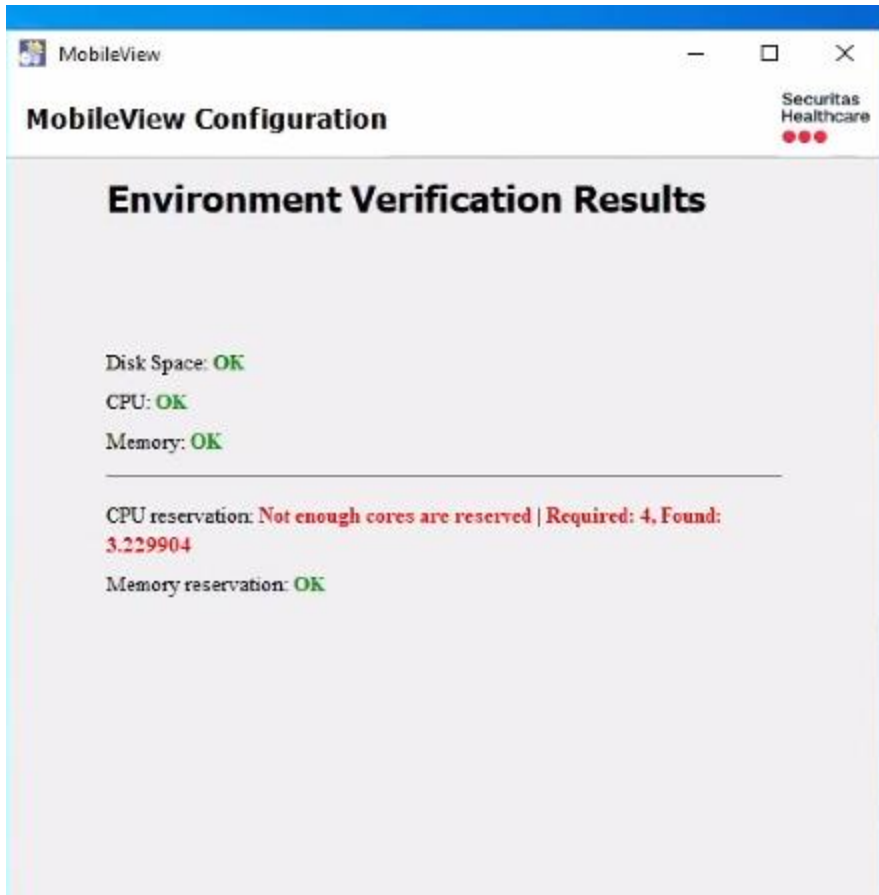 MobileView
MobileView Configuration
Securitas
Healthcare
Environment Verification Results
Disk Space: OK
CPU: OK
Memory: OK
CPU reservation: Not enough cores are reserved | Required: 4, Found:
3.229904
Memory reservation: OK